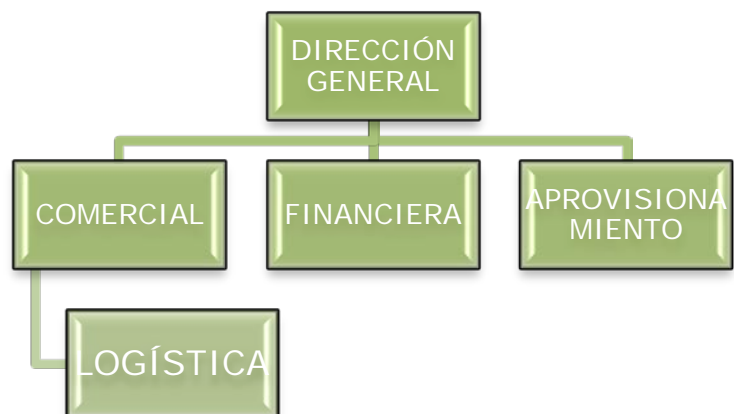 DIRECCIÓN
GENERAL
COMERCIAL
FINANCIERA
APROVISIONA
MIENTO
LOGÍSTICA